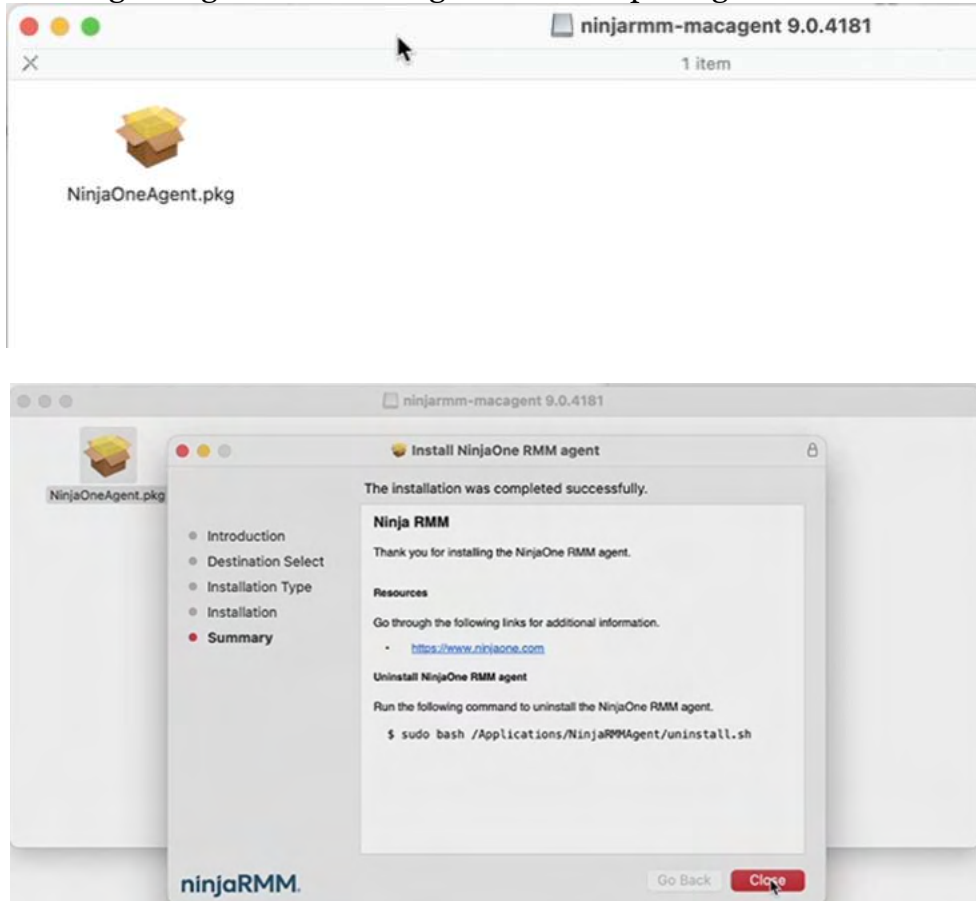 ninjarmm-macagent 9.0.4181
1 item
NinjaOneAgent.pkg
ninjarmm-macagent 9.0.4181
NinjaOneAgent.pkg
Install NinjaOne RMM agent
The installation was completed successfully.
Introduction
Destination Select
Installation Type
Installation
Summary
Ninja RMM
Thank you for installing the NinjaOne RMM agent.
Resources
Go through the following links for additional information.
- https://www.ninjaone.com
Uninstall NinjaOne RMM agent
Run the following command to uninstall the NinjaOne RMM agent.
$ sudo bash /Applications/NinjaRMMAgent/uninstall.sh
ninjaRMM.
Go Back
Close